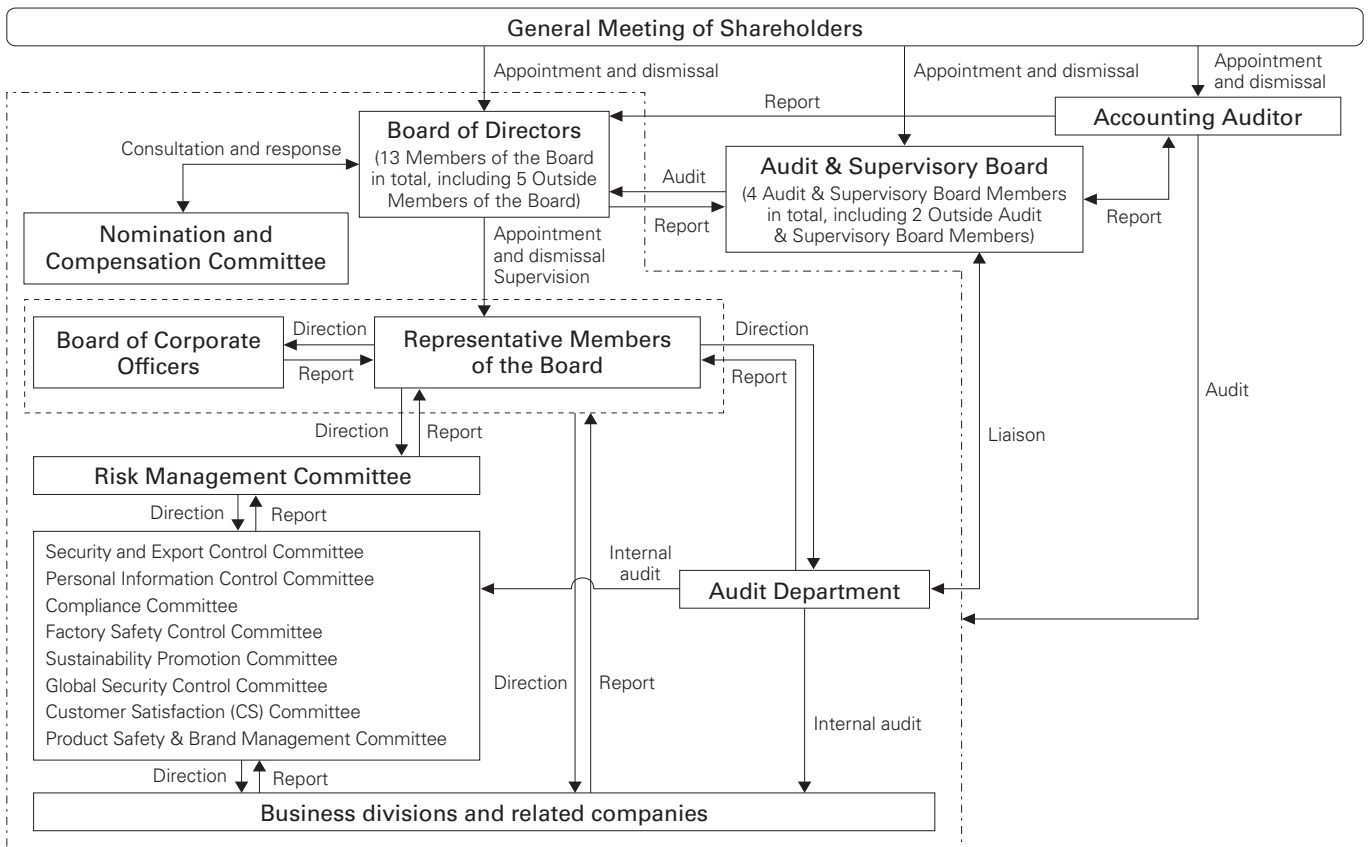 General Meeting of Shareholders
Appointment and dismissal
Appointment and dismissal
Appointment
and dismissal
Report
Accounting Auditor
Board of Directors
(13 Members of the Board
in total, including 5 Outside
Members of the Board)
Consultation and response
Audit
Report
Audit & Supervisory Board
(4 Audit & Supervisory Board Members
in total, including 2 Outside Audit
& Supervisory Board Members)
Report
Nomination and
Compensation Committee
Appointment
and dismissal
Supervision
Board of Corporate
Officers
Direction
Report
Representative Members
of the Board
Direction
Report
Audit
Direction
Report
Liaison
Risk Management Committee
Direction
Report
Security and Export Control Committee
Personal Information Control Committee
Compliance Committee
Factory Safety Control Committee
Sustainability Promotion Committee
Global Security Control Committee
Customer Satisfaction (CS) Committee
Product Safety & Brand Management Committee
Internal
audit
Audit Department
Direction
Report
Internal audit
Direction
Report
Business divisions and related companies